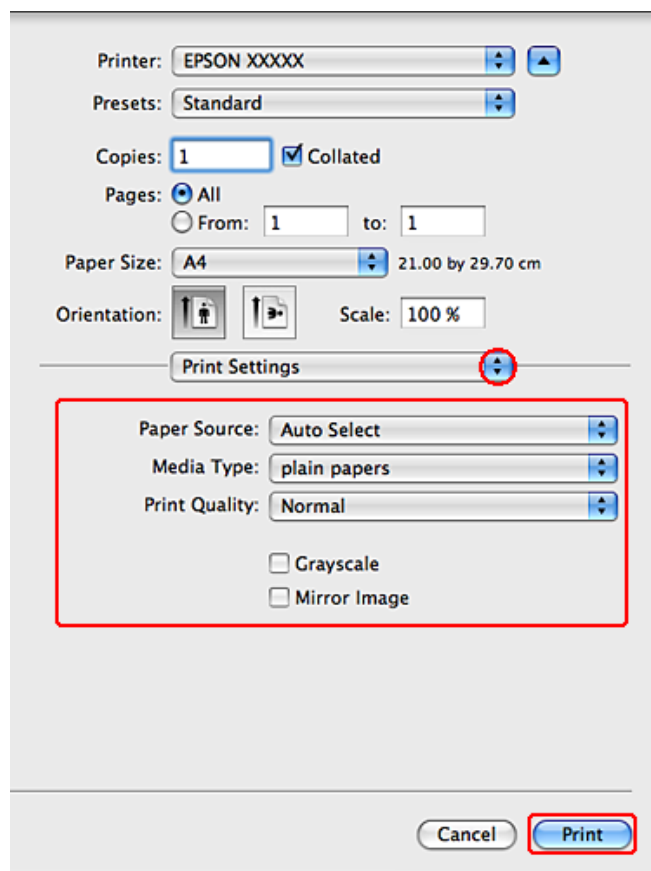 Printer: EPSON XXXXX
Presets: Standard
Copies: 1 Collated
Pages: All
From: 1 to: 1
Paper Size: A4 21.00 by 29.70 cm
Orientation: Scale: 100 %
Print Settings
Paper Source: Auto Select
Media Type: plain papers
Print Quality: Normal
Grayscale
Mirror Image
Cancel Print